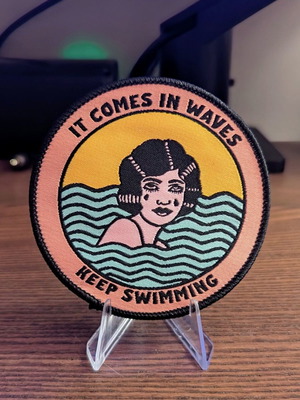 IT COMES IN WAVES
KEEP SWIMMING